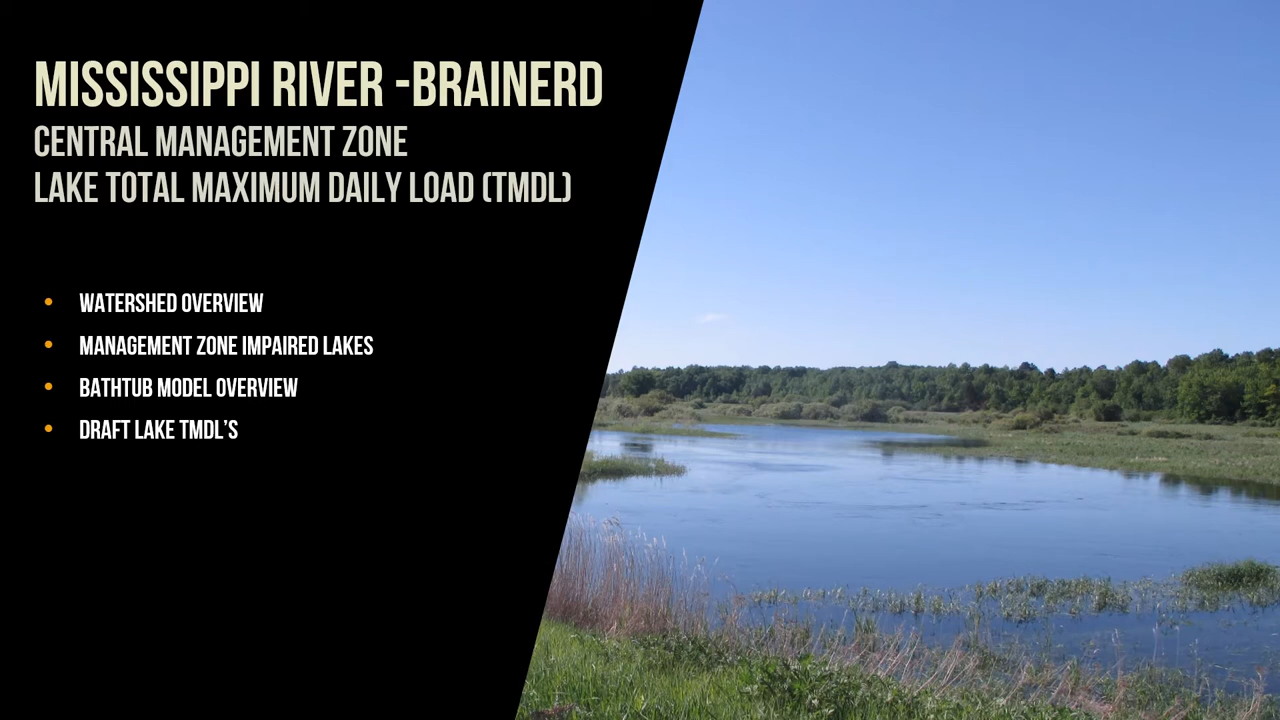 MISSISSIPPI RIVER -BRAINERD
CENTRAL MANAGEMENT ZONE
LAKE TOTAL MAXIMUM DAILY LOAD (TMDL)
• WATERSHED OVERVIEW
• MANAGEMENT ZONE IMPAIRED LAKES
• BATHTUB MODEL OVERVIEW
• DRAFT LAKE TMDL'S